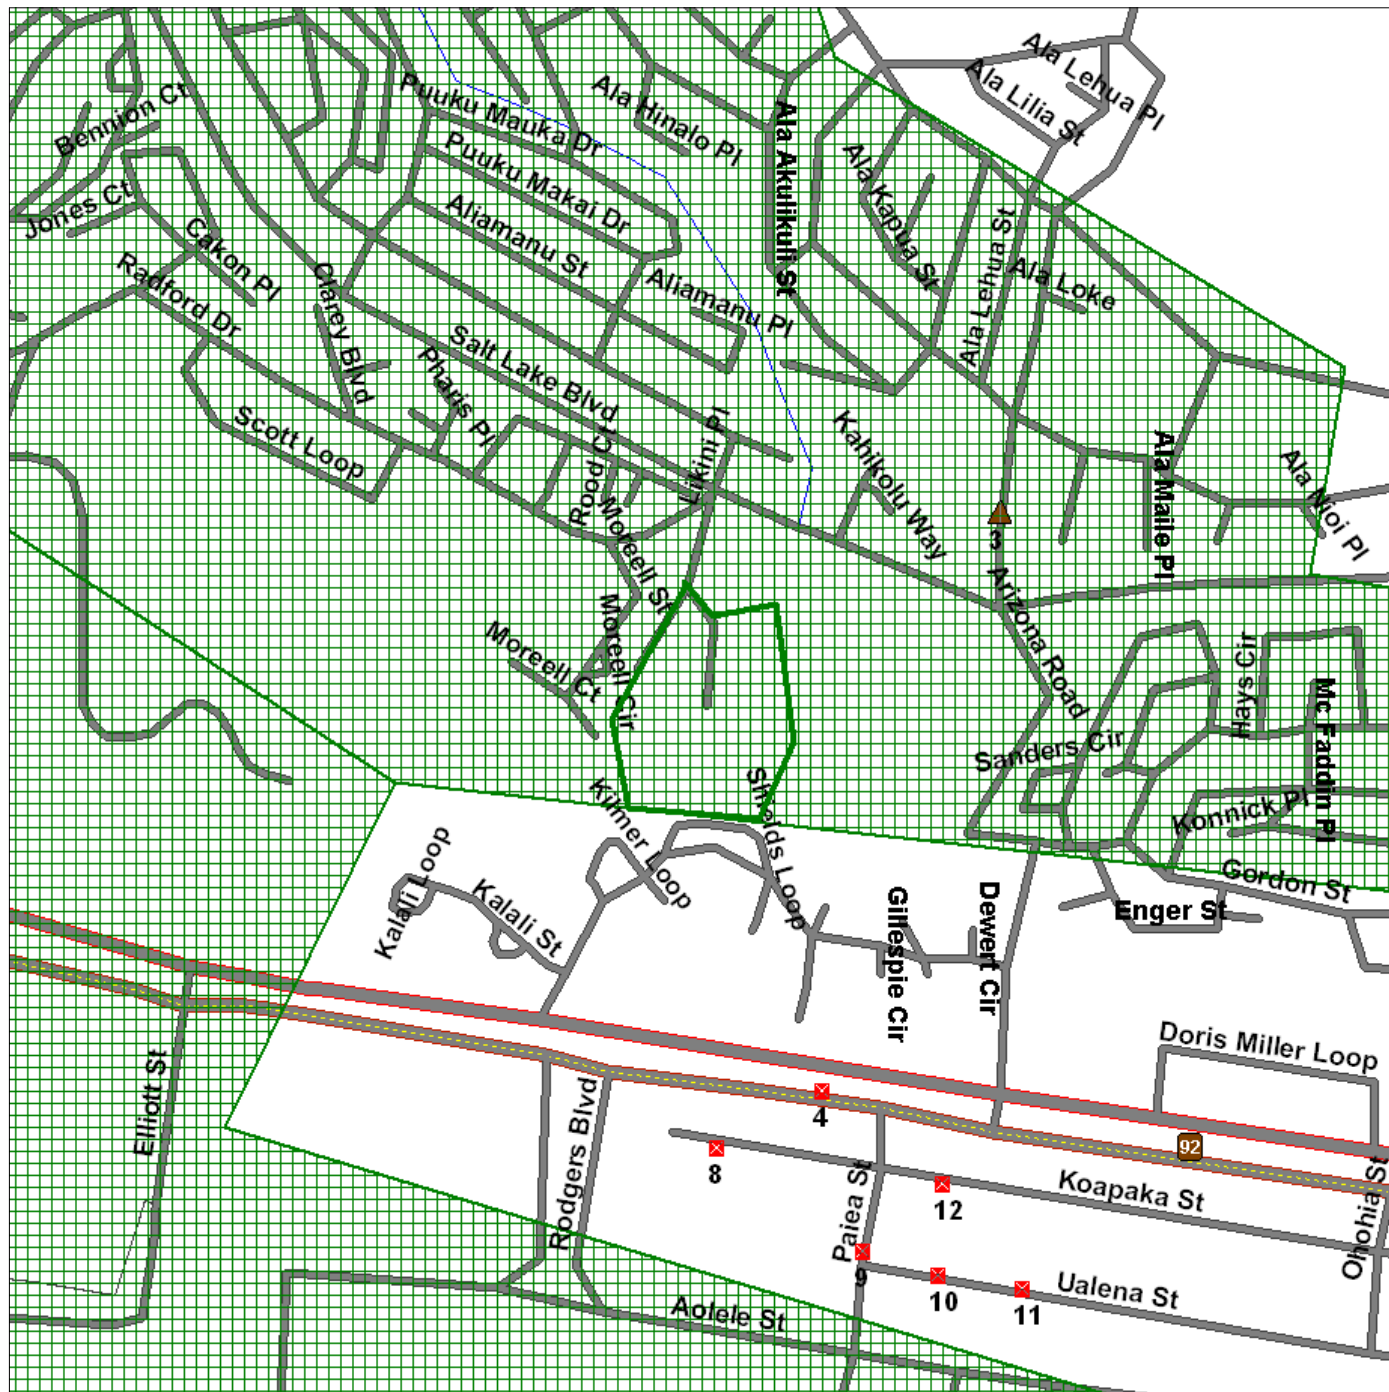 Ala Lehua Pl
Ala Lilia St
Bennion Ct
Puuku Mauka Dr
Ala Hinalo Pl
Ala Akulikuli St
Puuku Makai Dr
Ala Kapua St
Jones Ct
Aliamanu St
Cakon Pl
Ala Lehua St
Radford Dr
Clarey Blvd
Aliamanu Pl
Ala Loke
Salt Lake Blvd
Pharis Pl
Scott Loop
Rood Ct
Likini Pl
Kahikolu Way
Ala Maile Pl
Ala Nioi Pl
3
Moreell St
Arizona Road
Moreell Ct
Moreell Cir
Hays Cir
Mc Faddin Pl
Sanders Cir
Konnick Pl
Kilmer Loop
Shields Loop
Kalali Loop
Kalali St
Gillespie Cir
Dewert Cir
Gordon St
Enger St
Doris Miller Loop
Elliott St
Rodgers Blvd
4
92
8
12
Koapaka St
Paiea St
Ohohia St
9
10
11
Ualena St
Aolele St